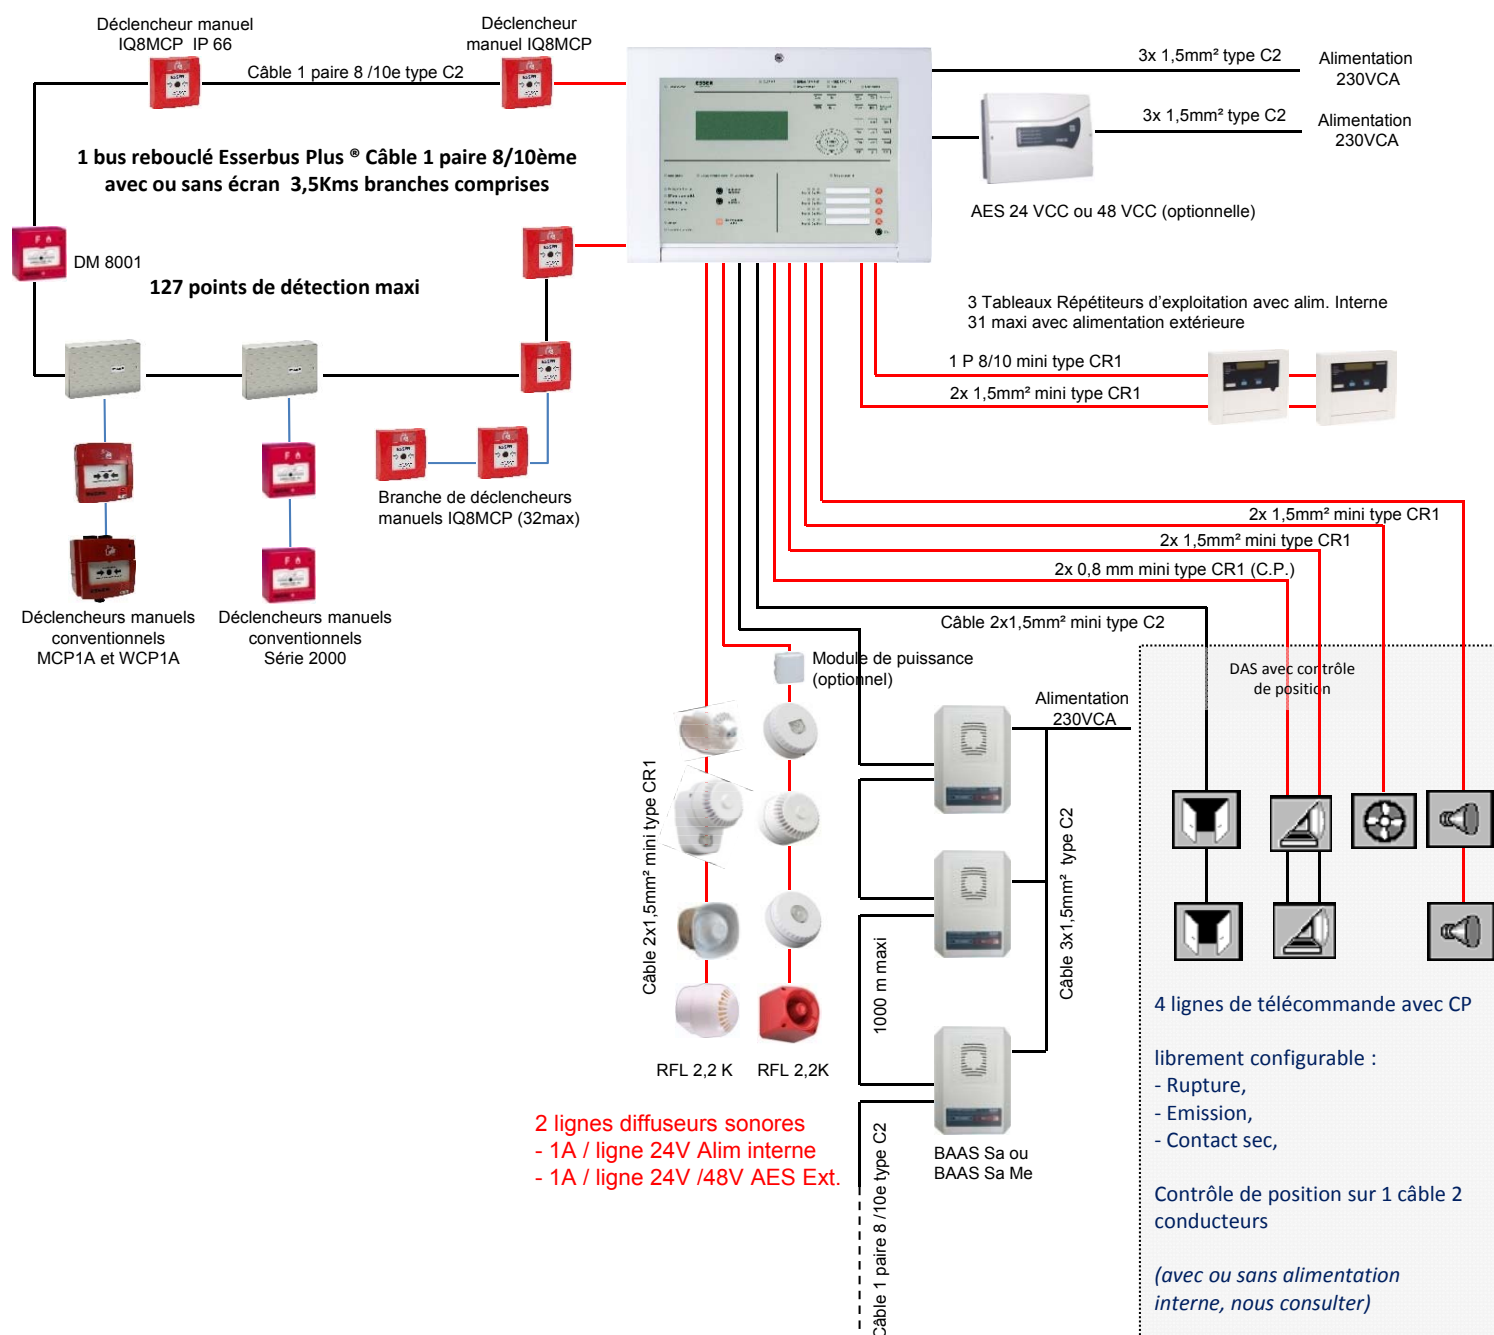 Déclencheur manuel
IQ8MCP IP 66
Déclencheur
manuel IQ8MCP
Câble 1 paire 8 /10e type C2
3x 1,5mm² type C2
Alimentation
230VCA
3x 1,5mm² type C2
Alimentation
230VCA
1 bus rebouclé Esserbus Plus ® Câble 1 paire 8/10ème
avec ou sans écran 3,5Kms branches comprises
AES 24 VCC ou 48 VCC (optionnelle)
DM 8001
127 points de détection maxi
3 Tableaux Répétiteurs d'exploitation avec alim. Interne
31 maxi avec alimentation extérieure
1 P 8/10 mini type CR1
2x 1,5mm² mini type CR1
Branche de déclencheurs
manuels IQ8MCP (32max)
2x 1,5mm² mini type CR1
2x 1,5mm² mini type CR1
2x 0,8 mm mini type CR1 (C.P.)
Câble 2x1,5mm² mini type C2
Déclencheurs manuels
conventionnels
MCP1A et WCP1A
Déclencheurs manuels
conventionnels
Série 2000
Module de puissance
(optionnel)
DAS avec contrôle
de position
Alimentation
230VCA
Câble 2x1,5mm² mini type CR1
Câble 3x1,5mm² type C2
1000 m maxi
RFL 2,2 K
RFL 2,2K
2 lignes diffuseurs sonores
- 1A / ligne 24V Alim interne
- 1A / ligne 24V /48V AES Ext.
Câble 1 paire 8 /10e type C2
BAAS Sa ou
BAAS Sa Me
4 lignes de télécommande avec CP
librement configurable :
- Rupture,
- Emission,
- Contact sec,
Contrôle de position sur 1 câble 2
conducteurs
(avec ou sans alimentation
interne, nous consulter)
ESSER